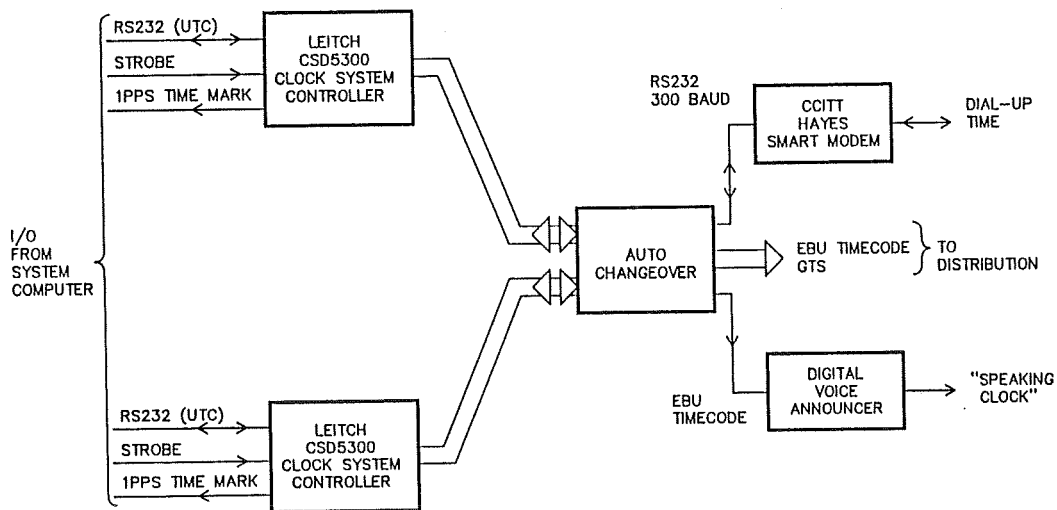 RS232 (UTC)
STROBE
1PPS TIME MARK
LEITCH
CSD5300
CLOCK SYSTEM
CONTROLLER
I/O
FROM
SYSTEM
COMPUTER
RS232 (UTC)
STROBE
1PPS TIME MARK
LEITCH
CSD5300
CLOCK SYSTEM
CONTROLLER
AUTO
CHANGEOVER
RS232
300 BAUD
CCITT
HAYES
SMART MODEM
DIAL-UP
TIME
EBU TIMECODE
GTS
TO
DISTRIBUTION
EBU
TIMECODE
DIGITAL
VOICE
ANNOUNCER
"SPEAKING
CLOCK"